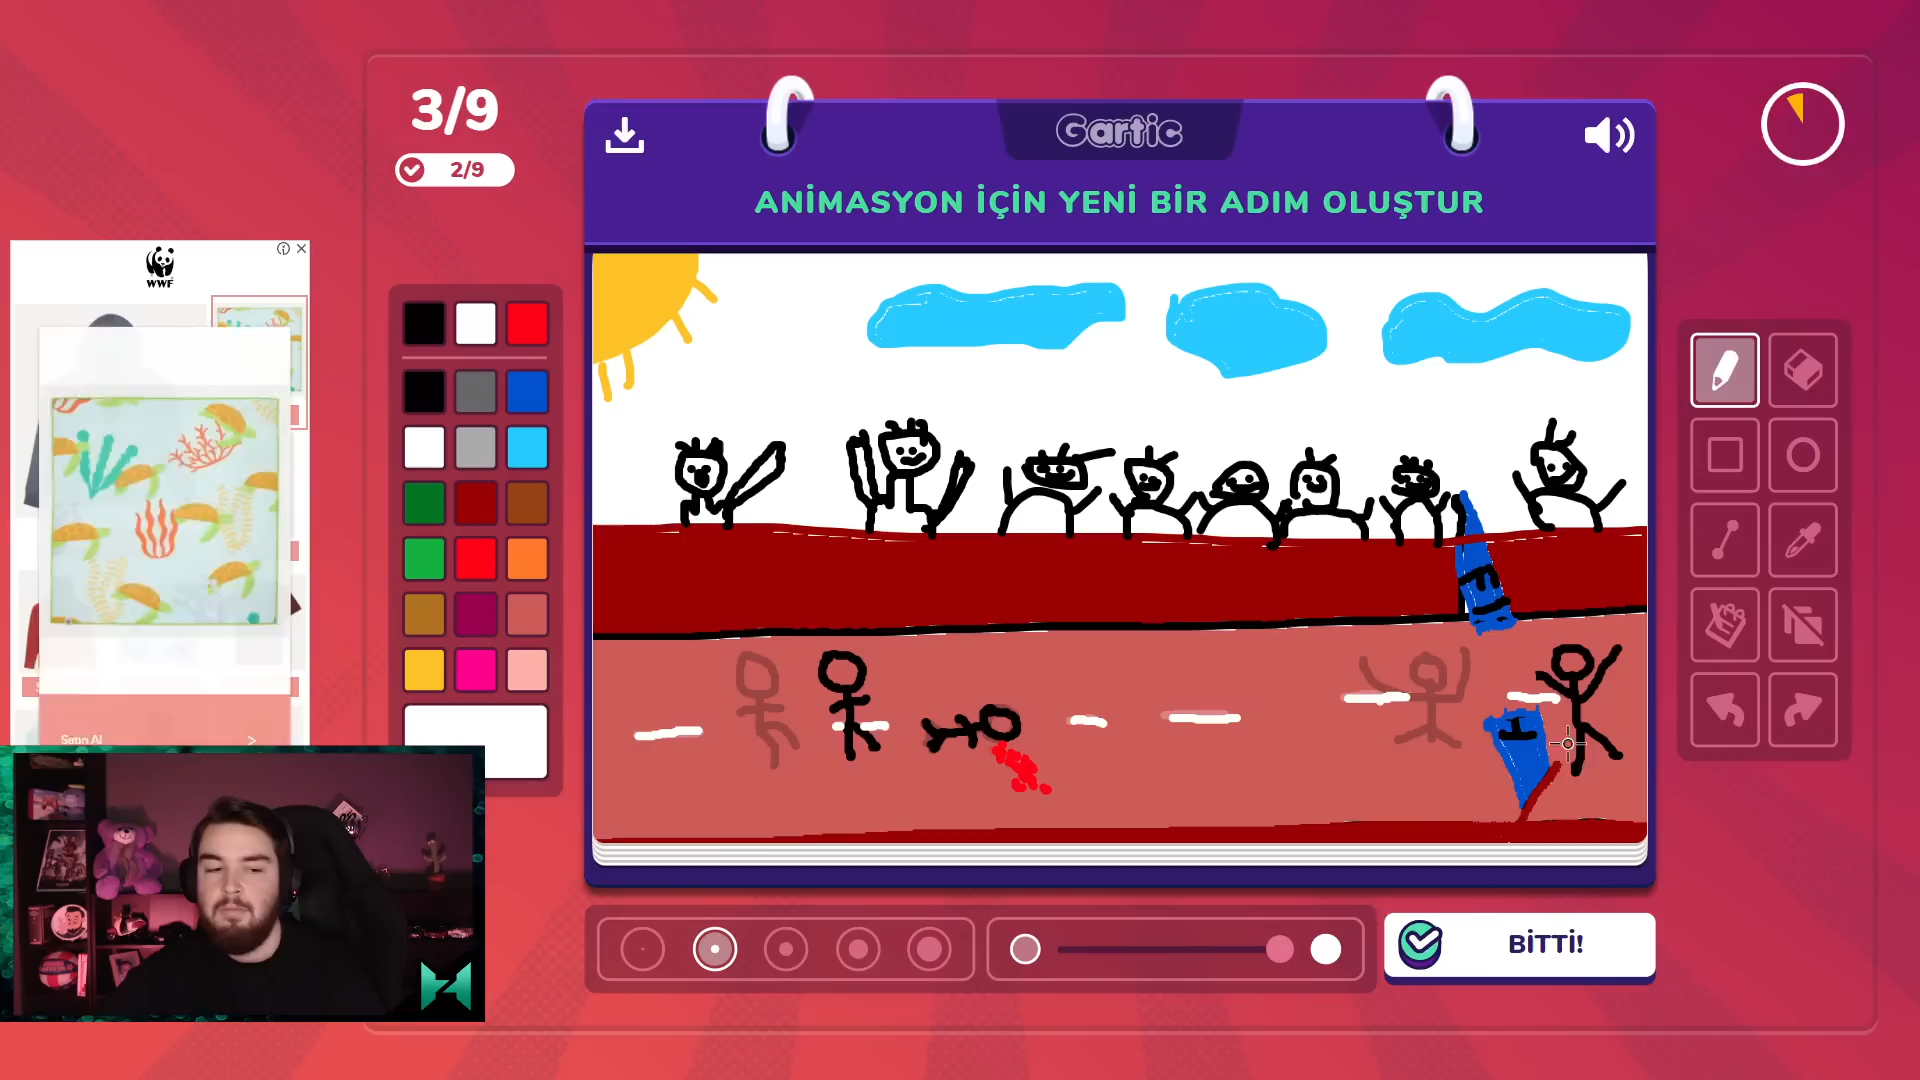 3/9
2/9
Gartic
ANİMASYON İÇİN YENİ BİR ADIM OLUŞTUR
WWF
Satın Al
BİTTİ!